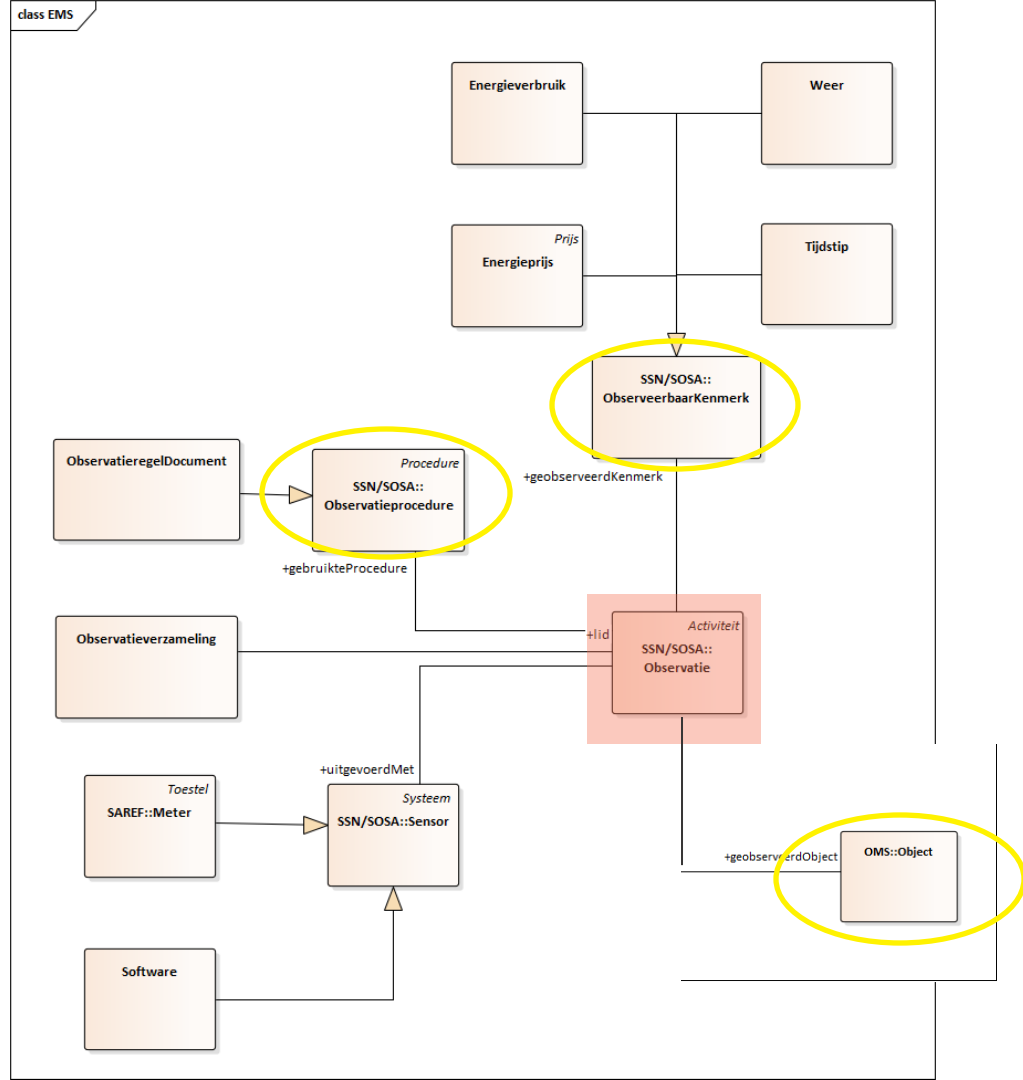 class EMS
Energieverbruik
Weer
Prijs
Energieprijs
Tijdstip
SSN/SOSA::
ObserveerbaarKenmerk
+geobserveerdKenmerk
ObservatieregelDocument
Procedure
SSN/SOSA::
Observatieprocedure
+gebruikteProcedure
Observatieverzameling
+lid
Activiteit
SSN/SOSA::
Observatie
+uitgevoerdMet
Toestel
SAREF::Meter
Systeem
SSN/SOSA::Sensor
+geobserveerdObject
OMS::Object
Software